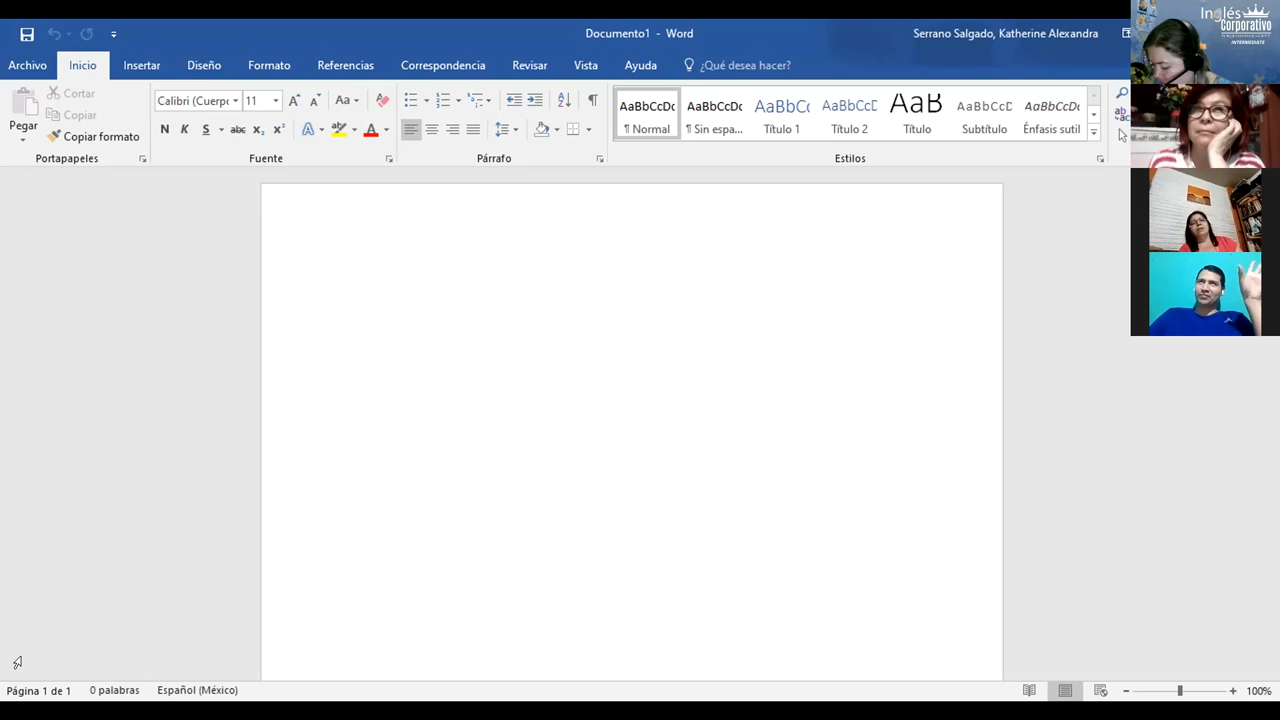 Documento1 - Word
Serrano Salgado, Katherine Alexandra
Inglés
Corporativo
INTERMEDIATE
Archivo Inicio Insertar Diseño Formato Referencias Correspondencia Revisar Vista Ayuda ¿Qué desea hacer?
Pegar
Cortar
Copiar
Copiar formato
Portapapeles
Calibri (Cuerpo 11 Aa
N K S abc x₂ x² A ab A
Fuente
Párrafo
AaBbCcDc AaBbCcDc AaBbCc AaBbCcD AaB AaBbCcD AaBbCcDc
¶ Normal ¶ Sin espa... Título 1 Título 2 Título Subtítulo Énfasis sutil
Estilos
Página 1 de 1 0 palabras Español (México) 100%